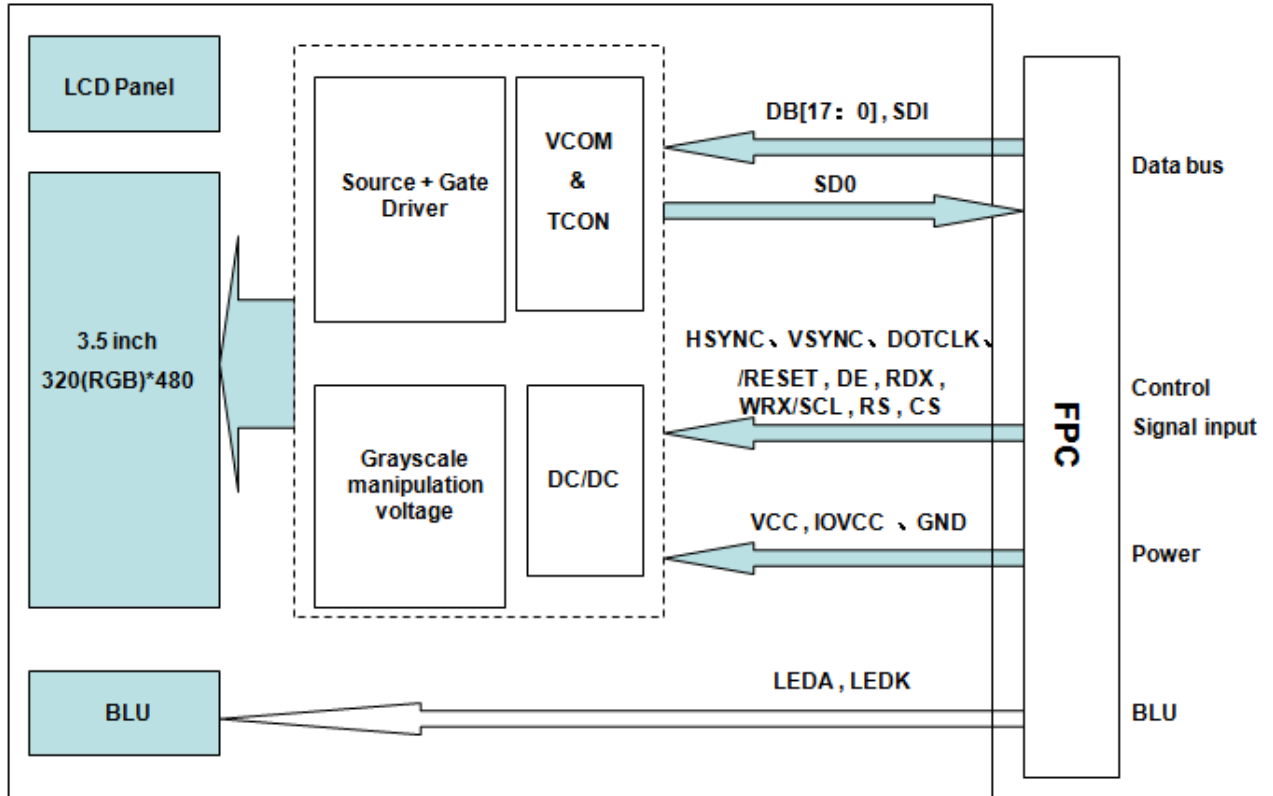 LCD Panel
3.5 inch
320(RGB)*480
BLU
Source + Gate
Driver
VCOM
&
TCON
Grayscale
manipulation
voltage
DC/DC
DB[17：0] , SDI
SD0
HSYNC、VSYNC、DOTCLK、
/RESET , DE , RDX ,
WRX/SCL , RS , CS
VCC , IOVCC 、GND
LEDA , LEDK
FPC
Data bus
Control
Signal input
Power
BLU